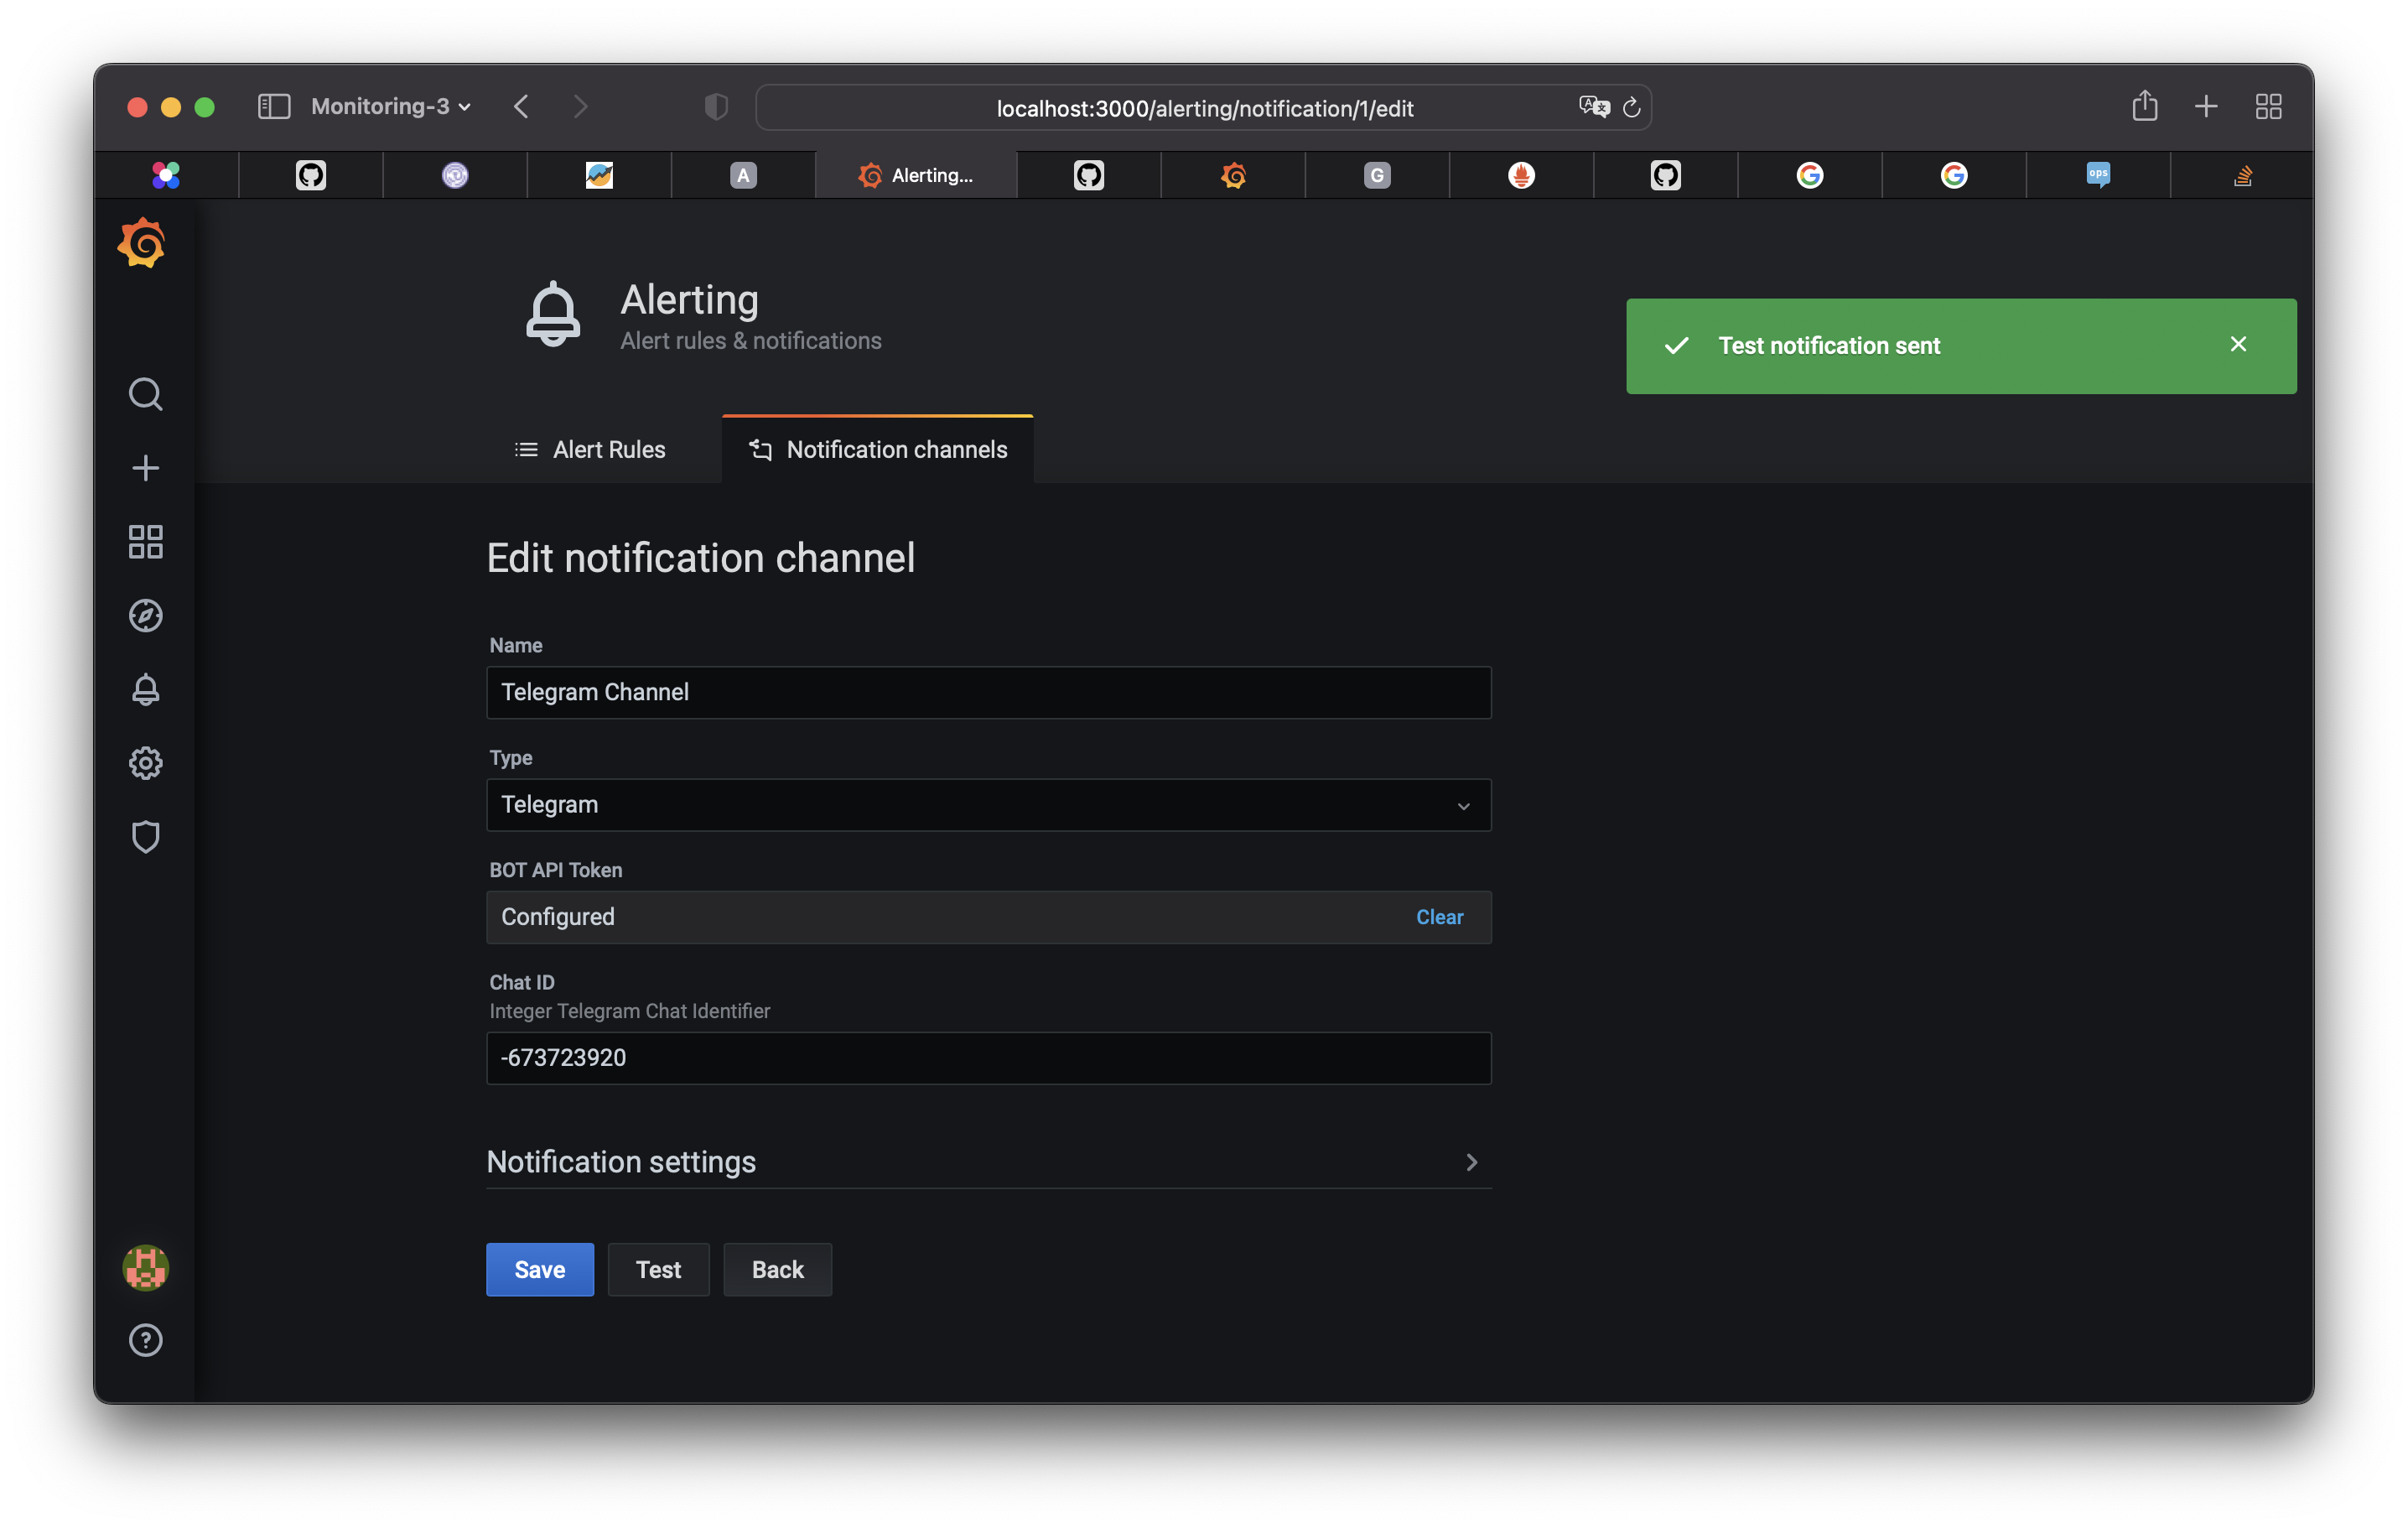 Monitoring-3
localhost:3000/alerting/notification/1/edit
A
Alerting...
G
ops
Alerting
Alert rules & notifications
Test notification sent
Alert Rules
Notification channels
Edit notification channel
Name
Telegram Channel
Type
Telegram
BOT API Token
Configured
Clear
Chat ID
Integer Telegram Chat Identifier
-673723920
Notification settings
Save
Test
Back